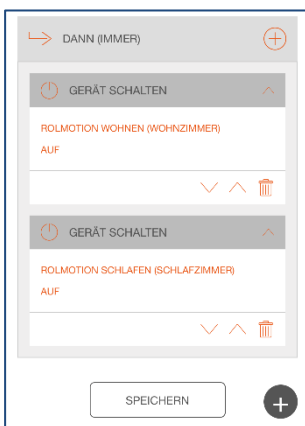 DANN (IMMER)
GERÄT SCHALTEN
ROLMOTION WOHNEN (WOHNZIMMER)
AUF
GERÄT SCHALTEN
ROLMOTION SCHLAFEN (SCHLAFZIMMER)
AUF
SPEICHERN